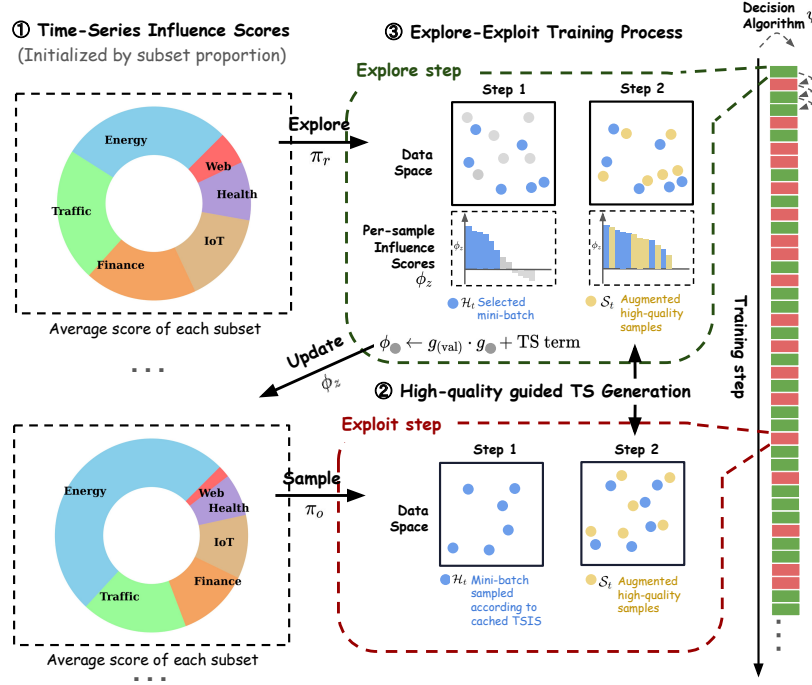 ① Time-Series Influence Scores
(Initialized by subset proportion)
Energy
Web
Health
Traffic
IoT
Finance
Average score of each subset
. . .
Explore
π_r
Update
ϕ_z
Energy
Web
Health
IoT
Finance
Traffic
Average score of each subset
. . .
Sample
π_o
③ Explore-Exploit Training Process
Explore step
Step 1
Step 2
Data
Space
Per-sample
Influence
Scores
ϕ_z
ϕ_z
ϕ_z
ℋ_t Selected
mini-batch
𝒮_t Augmented
high-quality
samples
ϕ ← g_(val) · g + TS term
② High-quality guided TS Generation
Exploit step
Step 1
Step 2
Data
Space
ℋ_t Mini-batch
sampled
according to
cached TSIS
𝒮_t Augmented
high-quality
samples
Decision
Algorithm
Training step